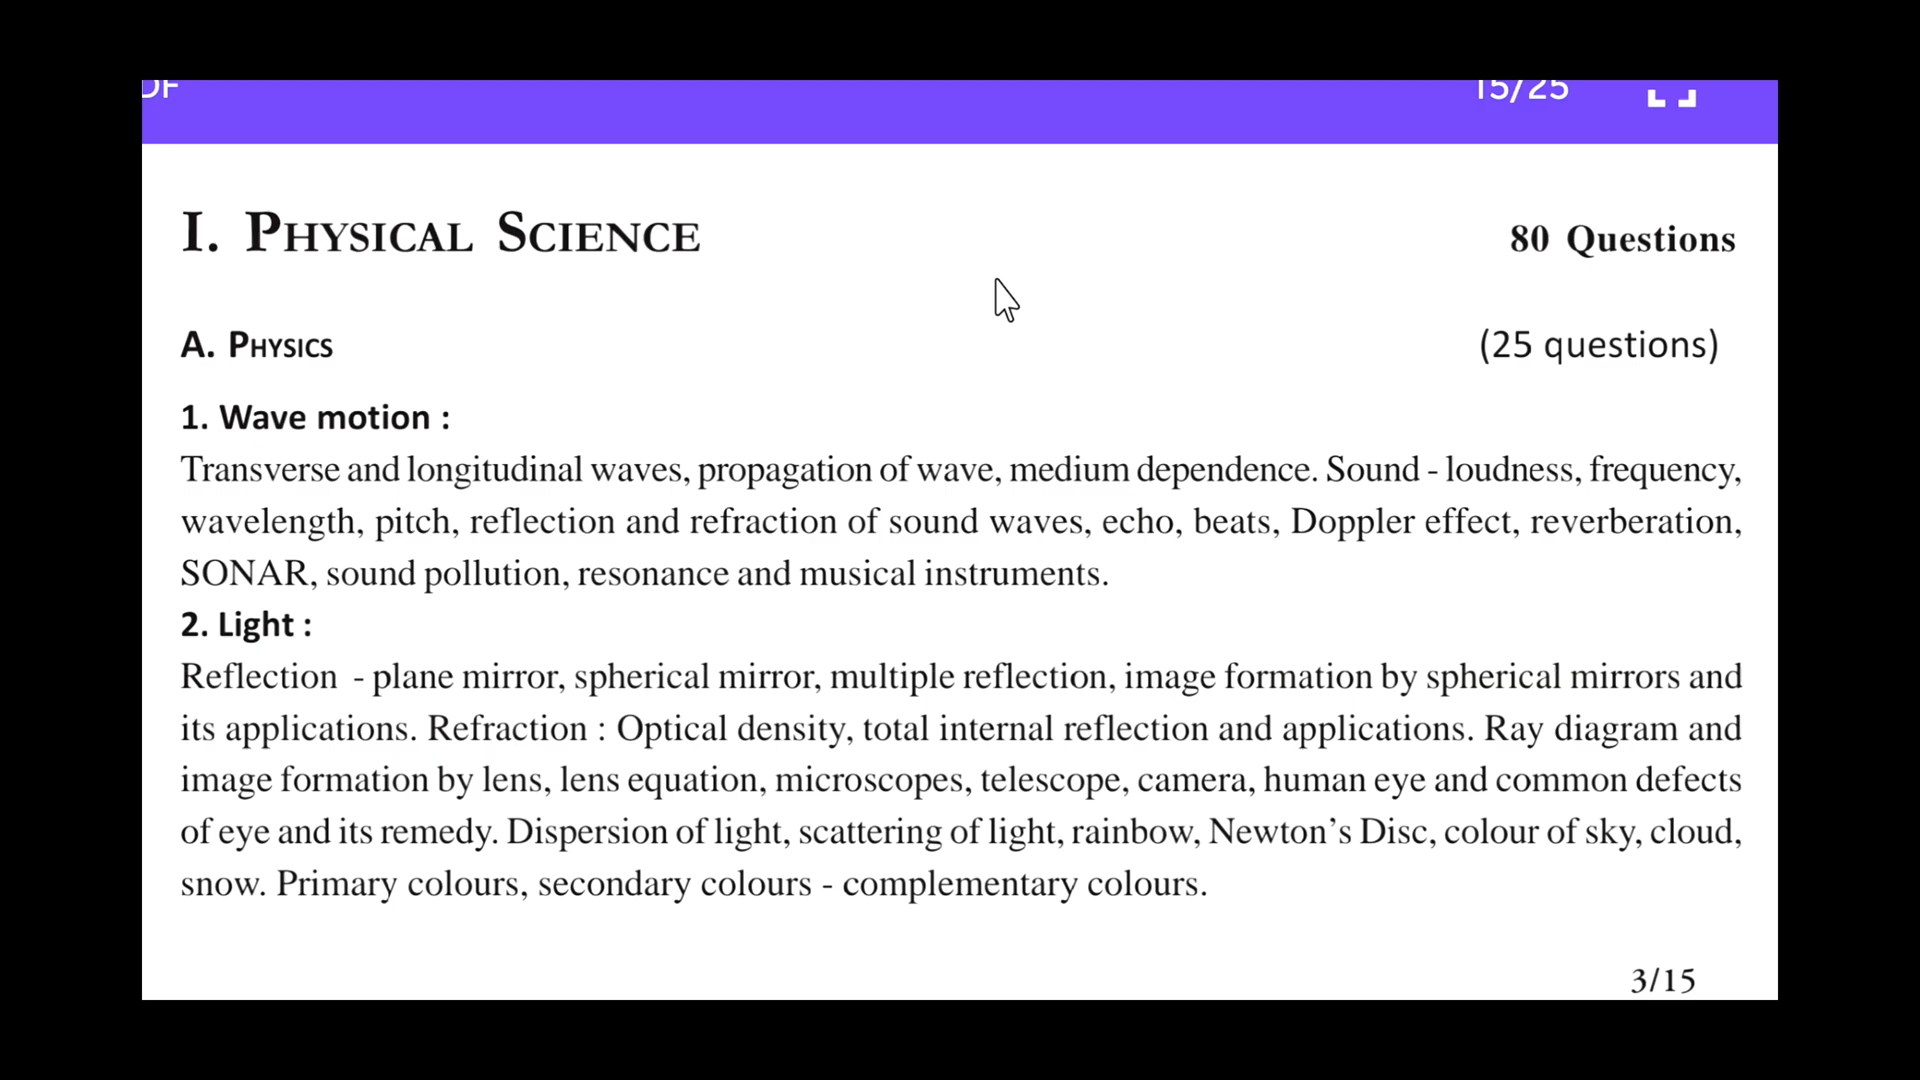 DF 15/25
I. PHYSICAL SCIENCE 80 Questions
A. PHYSICS (25 questions)
1. Wave motion :
Transverse and longitudinal waves, propagation of wave, medium dependence. Sound - loudness, frequency,
wavelength, pitch, reflection and refraction of sound waves, echo, beats, Doppler effect, reverberation,
SONAR, sound pollution, resonance and musical instruments.
2. Light :
Reflection - plane mirror, spherical mirror, multiple reflection, image formation by spherical mirrors and
its applications. Refraction : Optical density, total internal reflection and applications. Ray diagram and
image formation by lens, lens equation, microscopes, telescope, camera, human eye and common defects
of eye and its remedy. Dispersion of light, scattering of light, rainbow, Newton’s Disc, colour of sky, cloud,
snow. Primary colours, secondary colours - complementary colours.
3/15